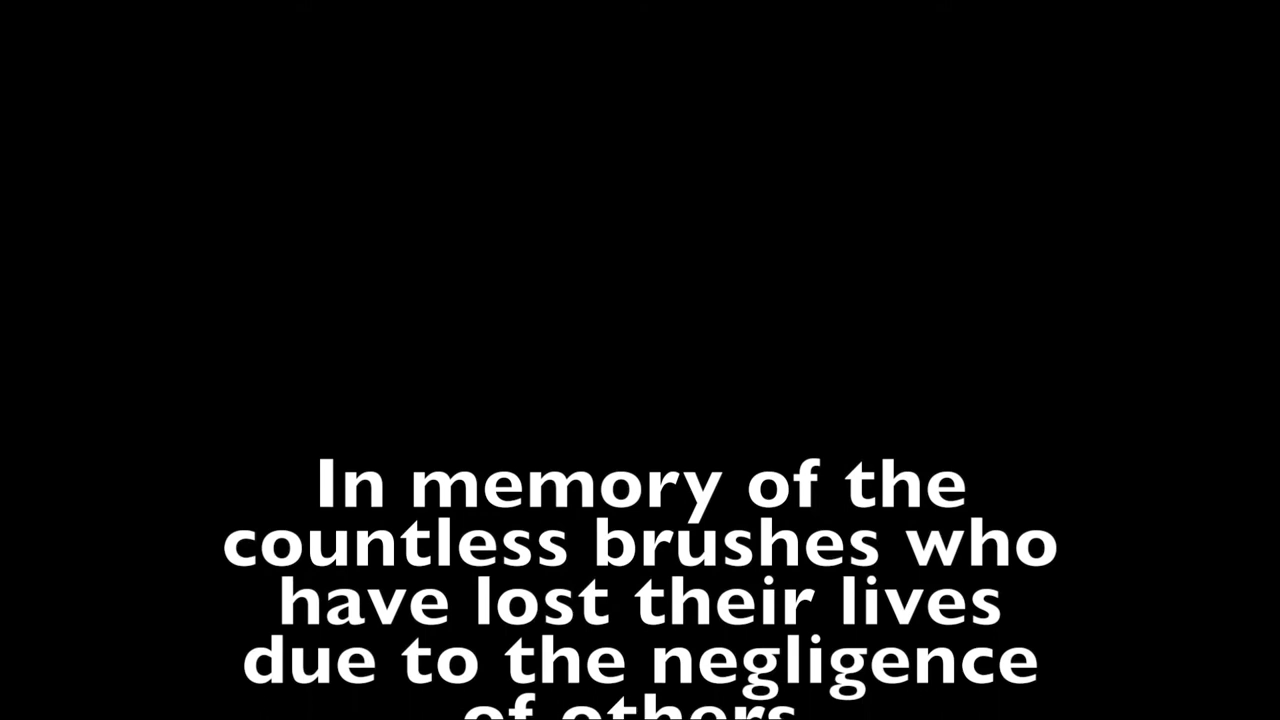 In memory of the
countless brushes who
have lost their lives
due to the negligence
of others